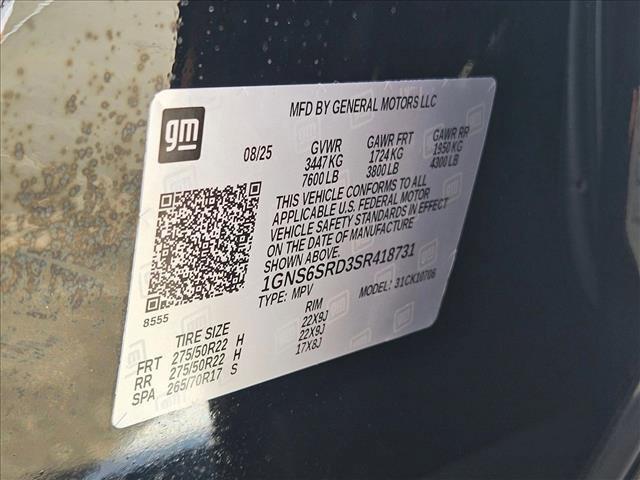 gm
MFD BY GENERAL MOTORS LLC
08/25 GVWR GAWR FRT GAWR RR
3447 KG 1724 KG 1950 KG
7600 LB 3800 LB 4300 LB
THIS VEHICLE CONFORMS TO ALL
APPLICABLE U.S. FEDERAL MOTOR
VEHICLE SAFETY STANDARDS IN EFFECT
ON THE DATE OF MANUFACTURE
SHOWN ABOVE.
1GNS6SRD3SR418731
TYPE: MPV MODEL: 31CK10706
8555
TIRE SIZE RIM
FRT 275/50R22 H 22X9J
RR 275/50R22 H 22X9J
SPA 265/70R17 S 17X8J